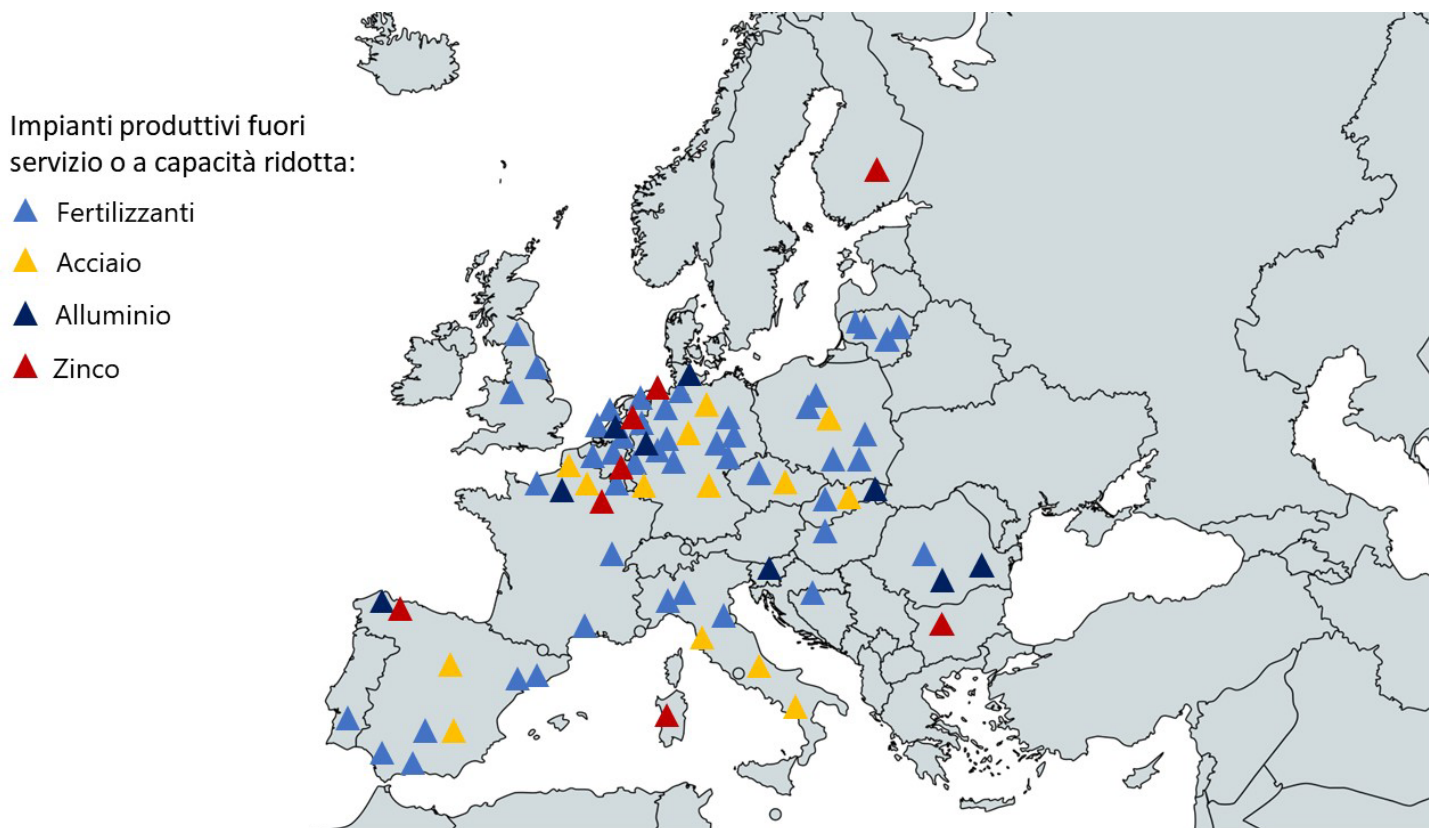 Impianti produttivi fuori
servizio o a capacità ridotta:
Fertilizzanti
Acciaio
Alluminio
Zinco